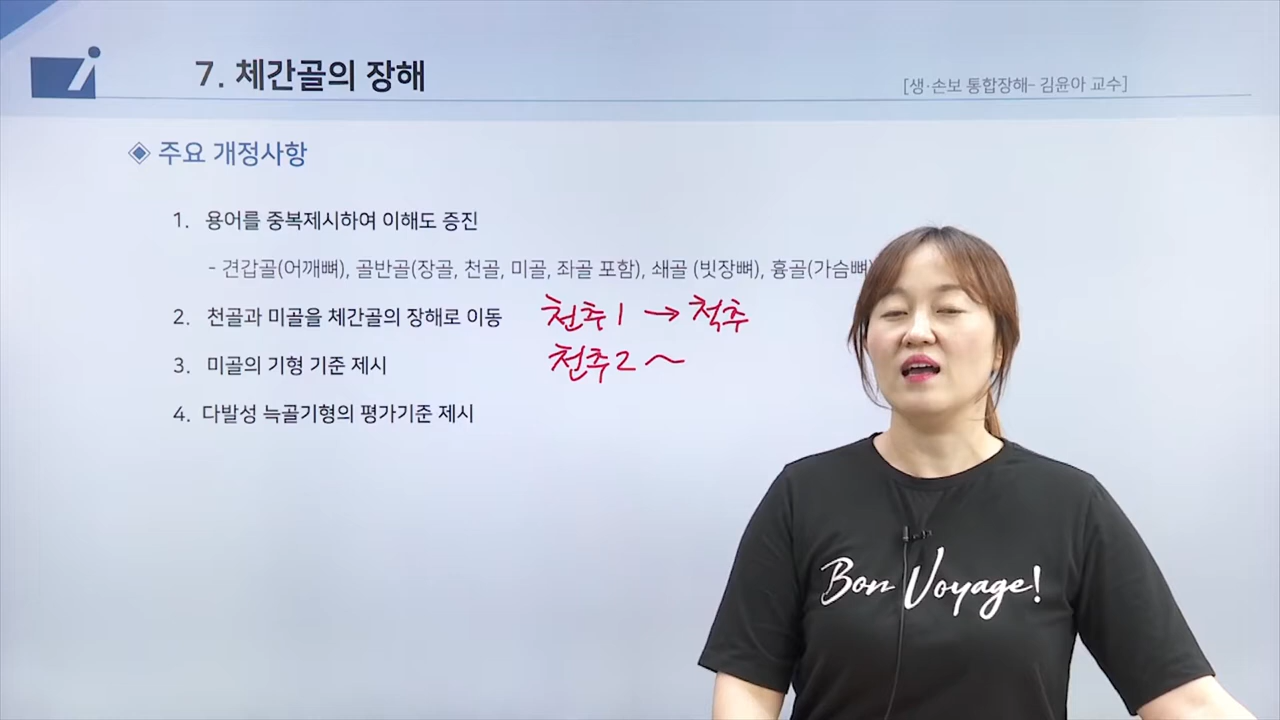 7. 체간골의 장해
[생·손보 통합장해- 김윤아 교수]
◈ 주요 개정사항
1. 용어를 중복제시하여 이해도 증진
- 견갑골(어깨뼈), 골반골(장골, 천골, 미골, 좌골 포함), 쇄골 (빗장뼈), 흉골(가슴뼈)
2. 천골과 미골을 체간골의 장해로 이동 천추1 → 척추
3. 미골의 기형 기준 제시 천추2 ~
4. 다발성 늑골기형의 평가기준 제시
Bon Voyage!